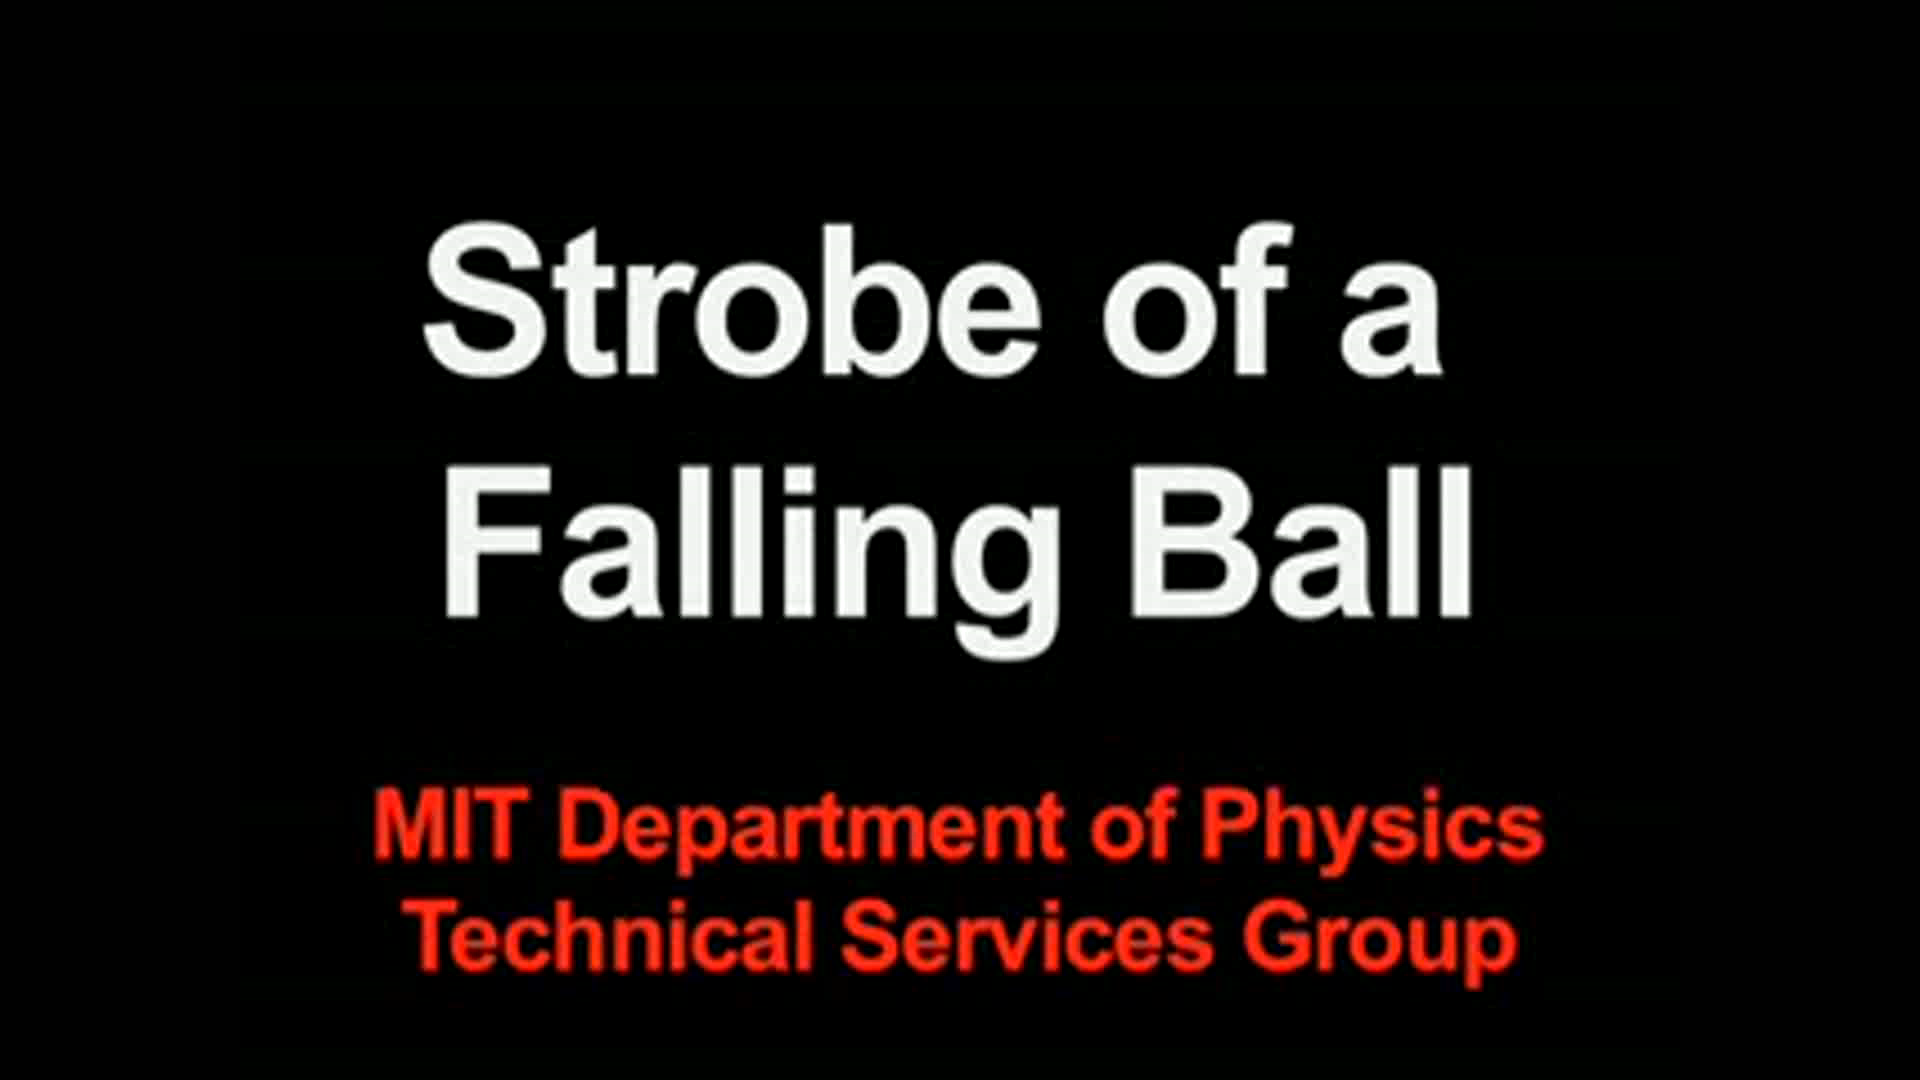 Strobe of a
Falling Ball
MIT Department of Physics
Technical Services Group